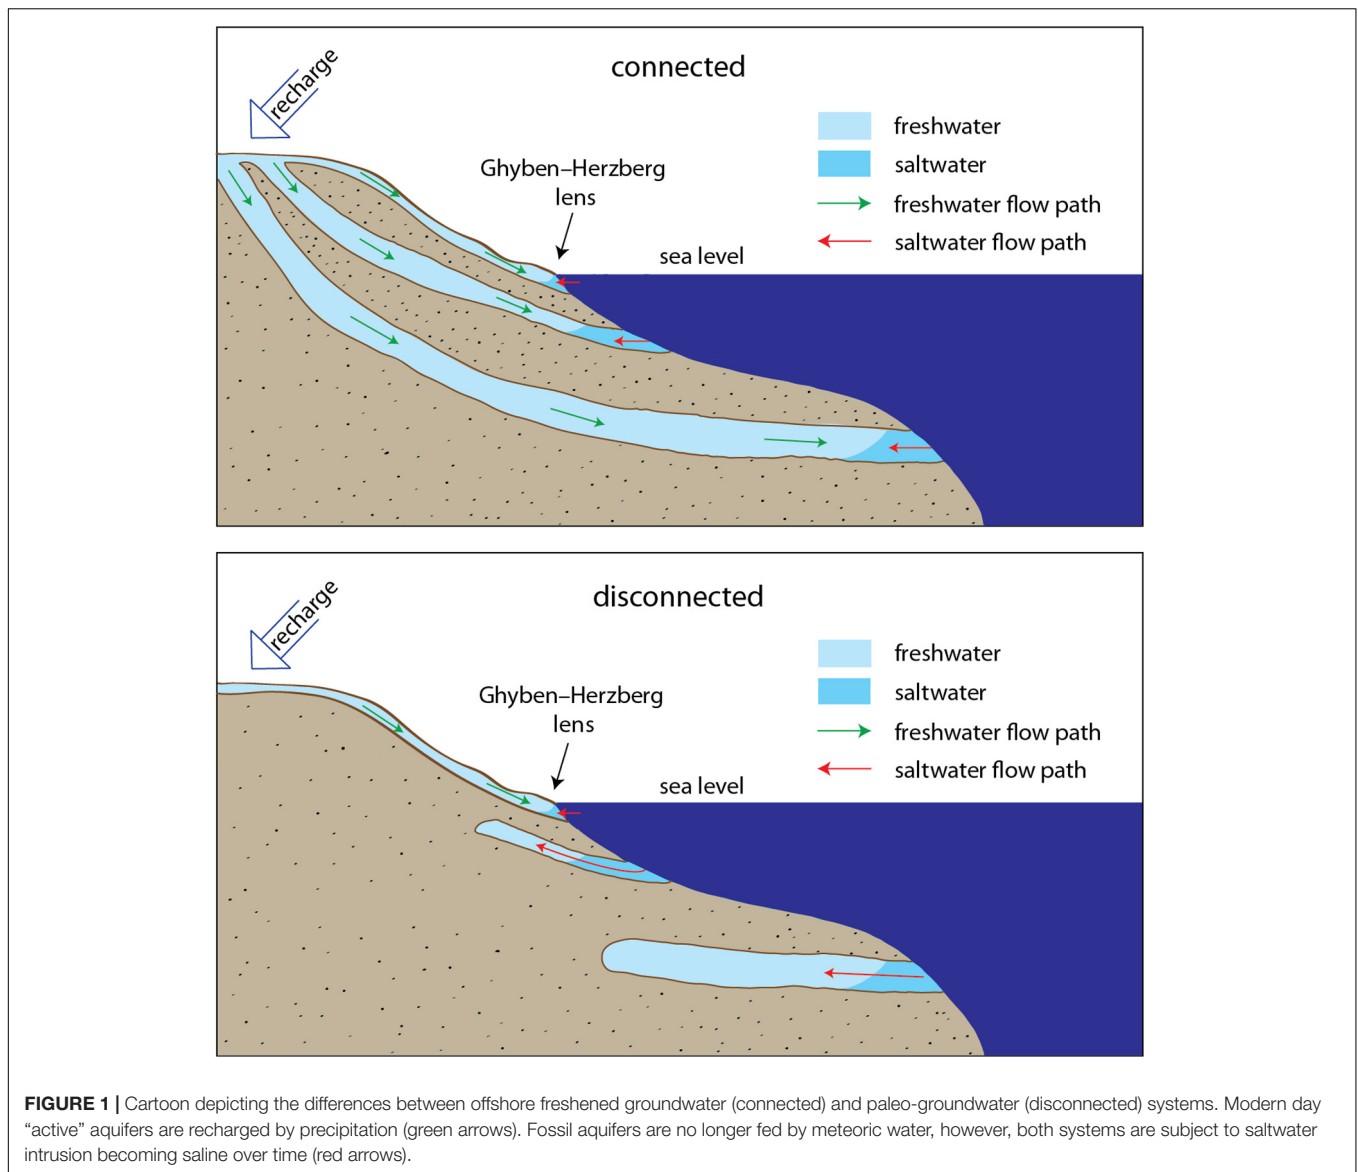 connected
recharge
freshwater
saltwater
freshwater flow path
saltwater flow path
Ghyben–Herzberg
lens
sea level
disconnected
recharge
freshwater
saltwater
freshwater flow path
saltwater flow path
Ghyben–Herzberg
lens
sea level
FIGURE 1 | Cartoon depicting the differences between offshore freshened groundwater (connected) and paleo-groundwater (disconnected) systems. Modern day
“active” aquifers are recharged by precipitation (green arrows). Fossil aquifers are no longer fed by meteoric water, however, both systems are subject to saltwater
intrusion becoming saline over time (red arrows).